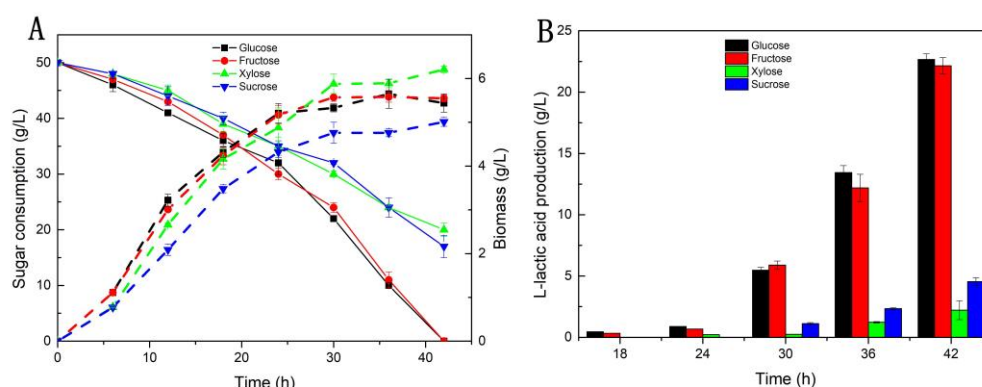 A
Glucose
Fructose
Xylose
Sucrose
Sugar consumption (g/L)
50
40
30
20
10
0
Biomass (g/L)
6
4
2
0
0 10 20 30 40
Time (h)
B
Glucose
Fructose
Xylose
Sucrose
L-lactic acid production (g/L)
25
20
15
10
5
0
18 24 30 36 42
Time (h)